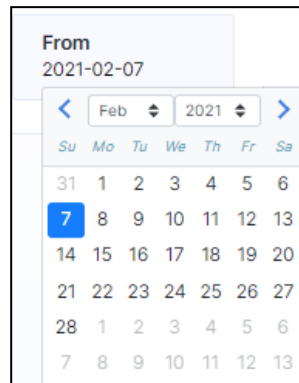 From
2021-02-07
Feb 2021
Su Mo Tu We Th Fr Sa
31 1 2 3 4 5 6
7 8 9 10 11 12 13
14 15 16 17 18 19 20
21 22 23 24 25 26 27
28 1 2 3 4 5 6
7 8 9 10 11 12 13